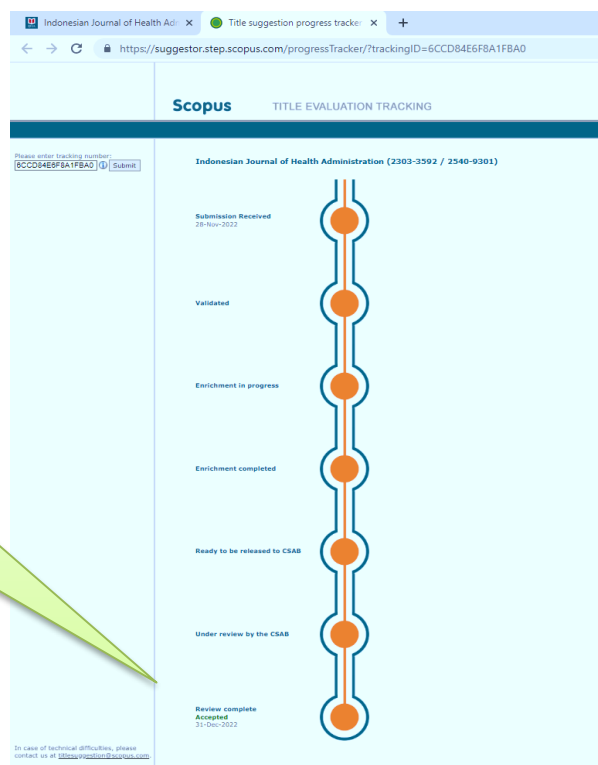 Indonesian Journal of Health Adm
Title suggestion progress tracker
https://suggestor.step.scopus.com/progressTracker/?trackingID=6CCD84E6F8A1FBA0
Scopus
TITLE EVALUATION TRACKING
Please enter tracking number:
6CCD84E6F8A1FBA0 Submit
Indonesian Journal of Health Administration (2303-3592 / 2540-9301)
Submission Received
28-Nov-2022
Validated
Enrichment in progress
Enrichment completed
Ready to be released to CSAB
Under review by the CSAB
Review complete
Accepted
31-Dec-2022
In case of technical difficulties, please
contact us at titlesuggestion@scopus.com.